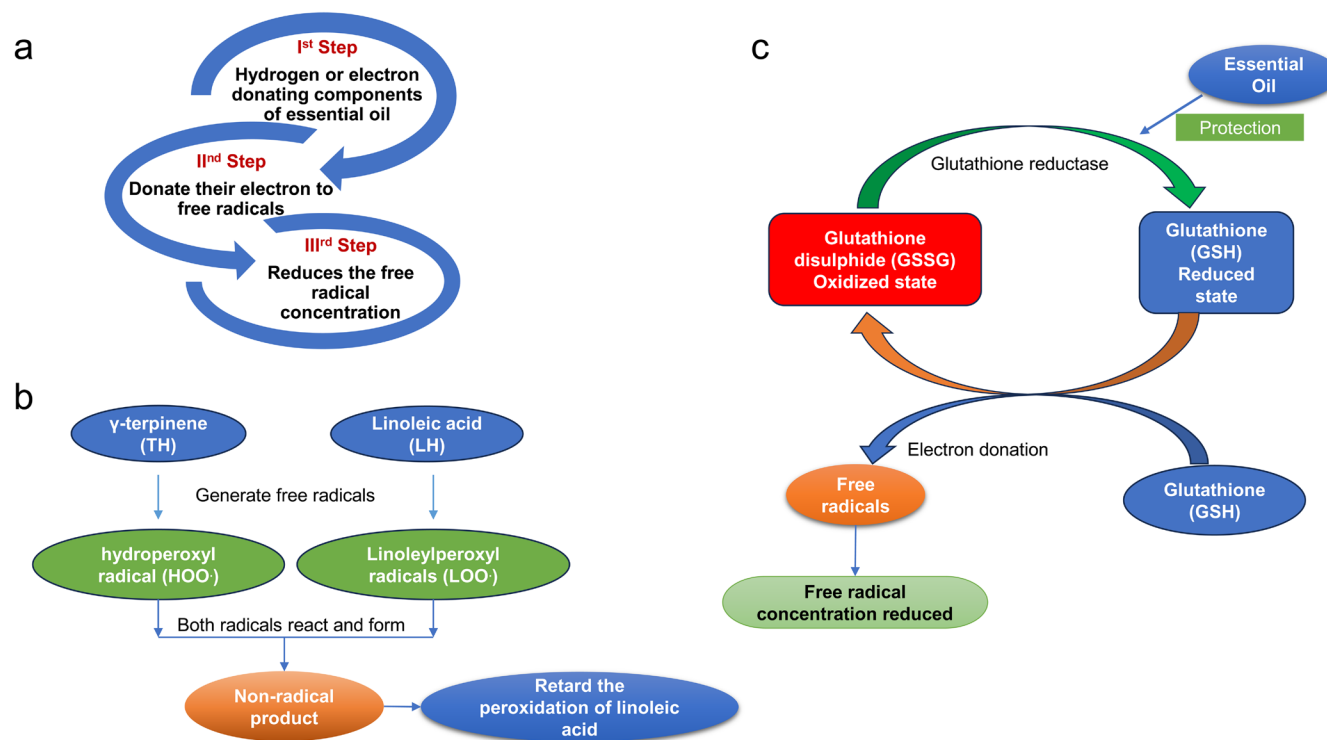 a
Ist Step
Hydrogen or electron
donating components
of essential oil
IInd Step
Donate their electron to
free radicals
IIIrd Step
Reduces the free
radical
concentration
b
γ-terpinene
(TH)
Linoleic acid
(LH)
Generate free radicals
hydroperoxyl
radical (HOO·)
Linoleylperoxyl
radicals (LOO·)
Both radicals react and form
Non-radical
product
Retard the
peroxidation of linoleic
acid
c
Essential
Oil
Protection
Glutathione reductase
Glutathione
disulphide (GSSG)
Oxidized state
Glutathione
(GSH)
Reduced
state
Electron donation
Free
radicals
Glutathione
(GSH)
Free radical
concentration reduced